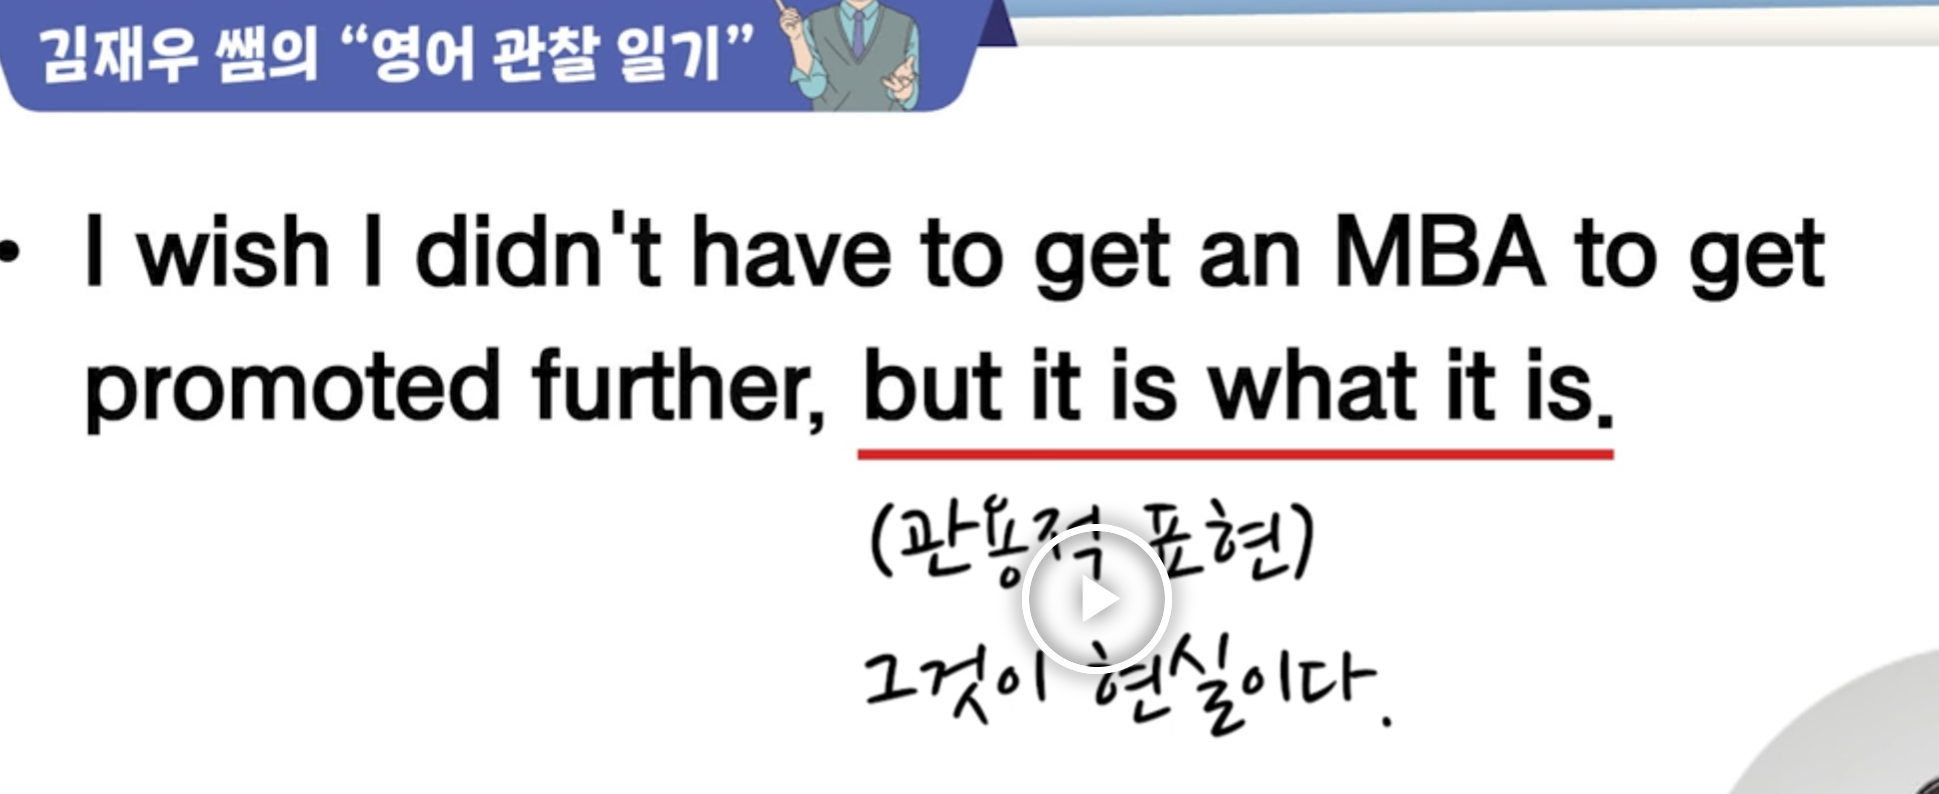 김재우 쌤의 “영어 관찰 일기”
• I wish I didn't have to get an MBA to get
promoted further, but it is what it is.
(관용적 표현)
그것이 현실이다.